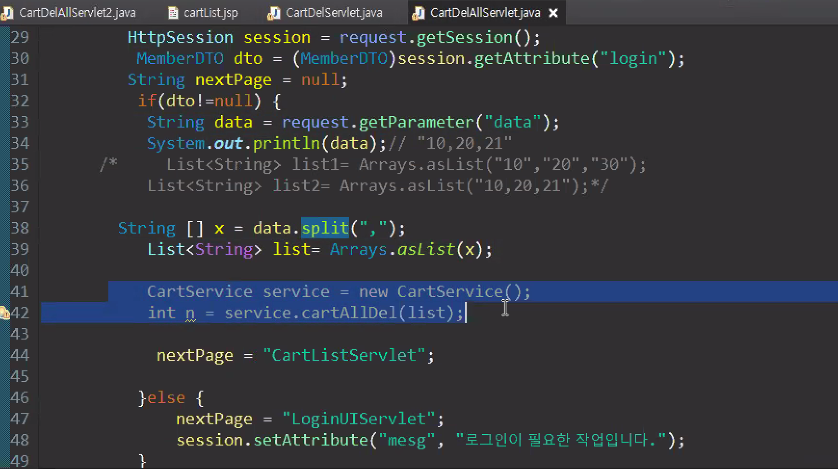 CartDelAllServlet2.java cartList.jsp CartDelServlet.java CartDelAllServlet.java
29 HttpSession session = request.getSession();
30 MemberDTO dto = (MemberDTO)session.getAttribute("login");
31 String nextPage = null;
32 if(dto!=null) {
33 String data = request.getParameter("data");
34 System.out.println(data);// "10,20,21"
35 /* List<String> list1= Arrays.asList("10","20","30");
36 List<String> list2= Arrays.asList("10,20,21");*/
37
38 String [] x = data.split(",");
39 List<String> list= Arrays.asList(x);
40
41 CartService service = new CartService();
42 int n = service.cartAllDel(list);
43
44 nextPage = "CartListServlet";
45
46 }else {
47 nextPage = "LoginUIServlet";
48 session.setAttribute("mesg", "로그인이 필요한 작업입니다.");
49 }